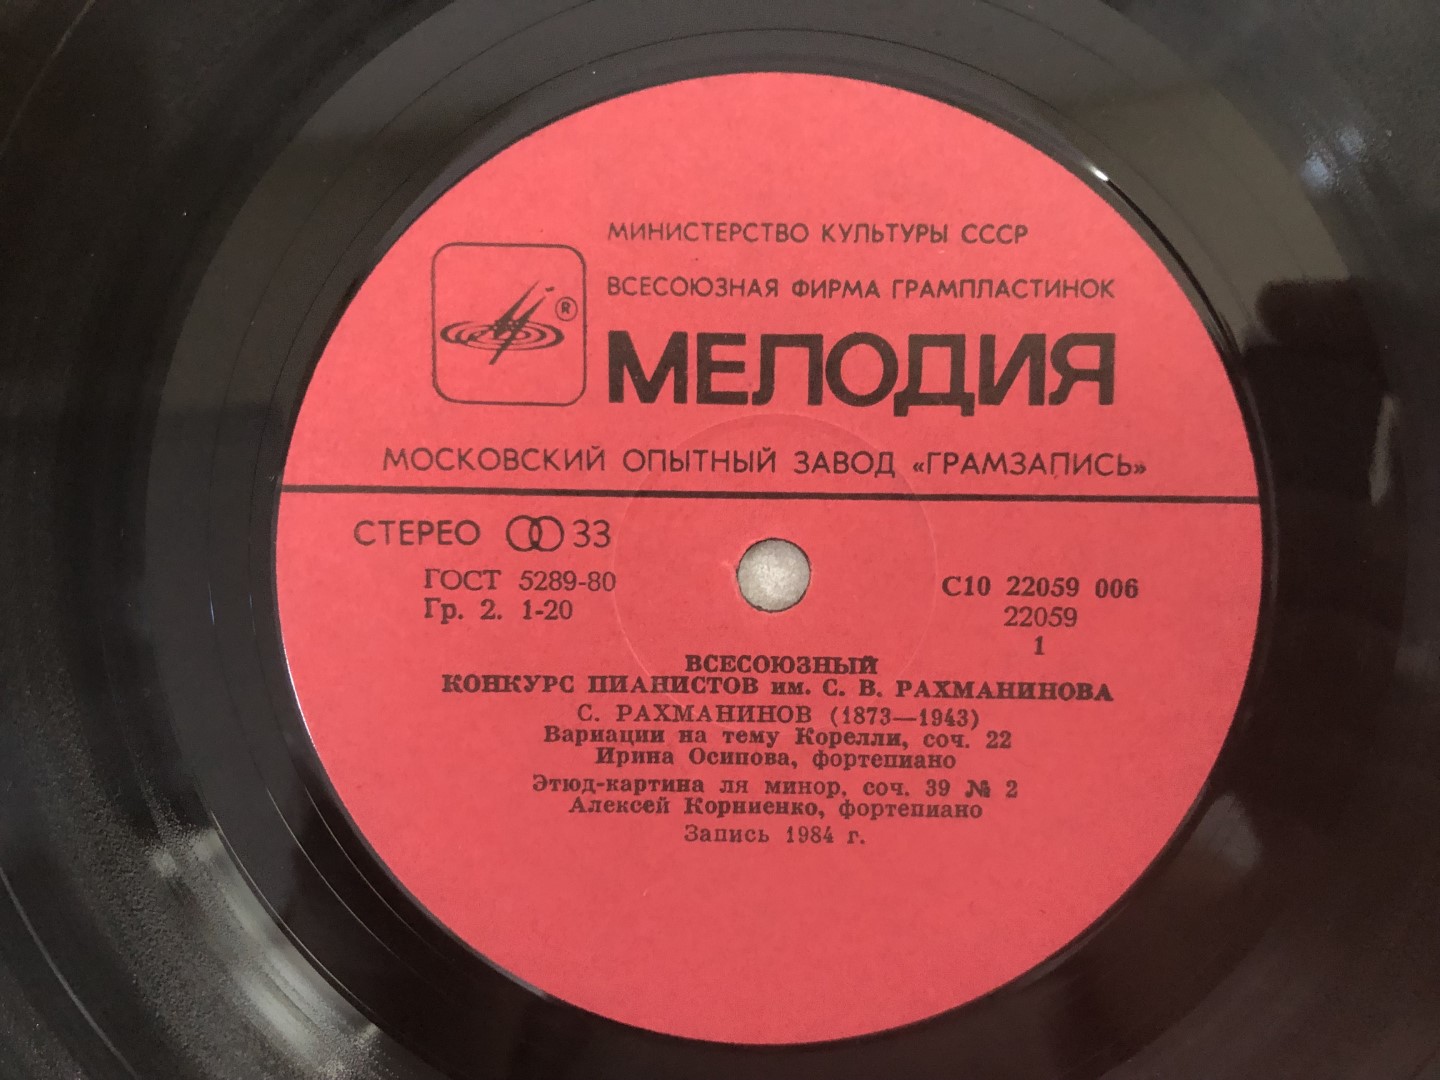 МИНИСТЕРСТВО КУЛЬТУРЫ СССР
ВСЕСОЮЗНАЯ ФИРМА ГРАМПЛАСТИНОК
®
МЕЛОДИЯ
МОСКОВСКИЙ ОПЫТНЫЙ ЗАВОД «ГРАМЗАПИСЬ»
СТЕРЕО 33
ГОСТ 5289-80
Гр. 2. 1-20
С10 22059 006
22059
1
ВСЕСОЮЗНЫЙ
КОНКУРС ПИАНИСТОВ им. С. В. РАХМАНИНОВА
С. РАХМАНИНОВ (1873—1943)
Вариации на тему Корелли, соч. 22
Ирина Осипова, фортепиано
Этюд-картина ля минор, соч. 39 № 2
Алексей Корниенко, фортепиано
Запись 1984 г.